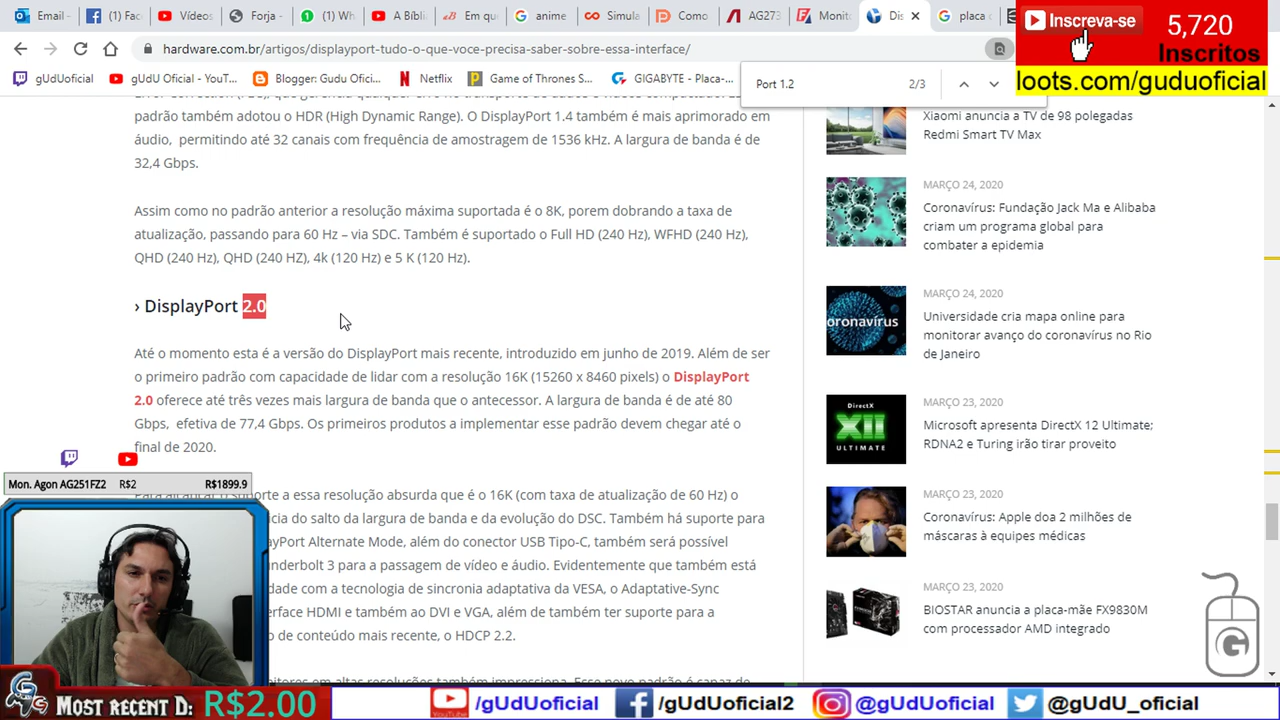 Email -
(1) Fac
Vídeos
Forja -
(1) Wh
A Bíbli
Em que
anime
Simula
Como
AG273
Monit
Dis
placa c
Inscreva-se
5,720
Inscritos
loots.com/guduoficial
hardware.com.br/artigos/displayport-tudo-o-que-voce-precisa-saber-sobre-essa-interface/
gUdUoficial
gUdU Oficial - YouT...
Blogger: Gudu Ofici...
Netflix
Game of Thrones S...
GIGABYTE - Placa-...
Port 1.2
2/3
padrão também adotou o HDR (High Dynamic Range). O DisplayPort 1.4 também é mais aprimorado em
áudio, permitindo até 32 canais com frequência de amostragem de 1536 kHz. A largura de banda é de
32,4 Gbps.
Assim como no padrão anterior a resolução máxima suportada é o 8K, porem dobrando a taxa de
atualização, passando para 60 Hz – via SDC. Também é suportado o Full HD (240 Hz), WFHD (240 Hz),
QHD (240 Hz), QHD (240 HZ), 4k (120 Hz) e 5 K (120 Hz).
› DisplayPort 2.0
Até o momento esta é a versão do DisplayPort mais recente, introduzido em junho de 2019. Além de ser
o primeiro padrão com capacidade de lidar com a resolução 16K (15260 x 8460 pixels) o DisplayPort
2.0 oferece até três vezes mais largura de banda que o antecessor. A largura de banda é de até 80
Gbps, efetiva de 77,4 Gbps. Os primeiros produtos a implementar esse padrão devem chegar até o
final de 2020.
suporte a essa resolução absurda que é o 16K (com taxa de atualização de 60 Hz) o
cia do salto da largura de banda e da evolução do DSC. Também há suporte para
ayPort Alternate Mode, além do conector USB Tipo-C, também será possível
underbolt 3 para a passagem de vídeo e áudio. Evidentemente que também está
dade com a tecnologia de sincronia adaptativa da VESA, o Adaptative-Sync
erface HDMI e também ao DVI e VGA, além de também ter suporte para a
o de conteúdo mais recente, o HDCP 2.2.
Xiaomi anuncia a TV de 98 polegadas
Redmi Smart TV Max
MARÇO 24, 2020
Coronavírus: Fundação Jack Ma e Alibaba
criam um programa global para
combater a epidemia
oronavírus
MARÇO 24, 2020
Universidade cria mapa online para
monitorar avanço do coronavírus no Rio
de Janeiro
DirectX
XII
ULTIMATE
MARÇO 23, 2020
Microsoft apresenta DirectX 12 Ultimate;
RDNA2 e Turing irão tirar proveito
MARÇO 23, 2020
Coronavírus: Apple doa 2 milhões de
máscaras à equipes médicas
MARÇO 23, 2020
BIOSTAR anuncia a placa-mãe FX9830M
com processador AMD integrado
Mon. Agon AG251FZ2 R$2 R$1899.9
G
MOST RECENT D: R$2.00
/gUdUoficial
/gUdUoficial2
@gUdUoficial
@gUdU_oficial